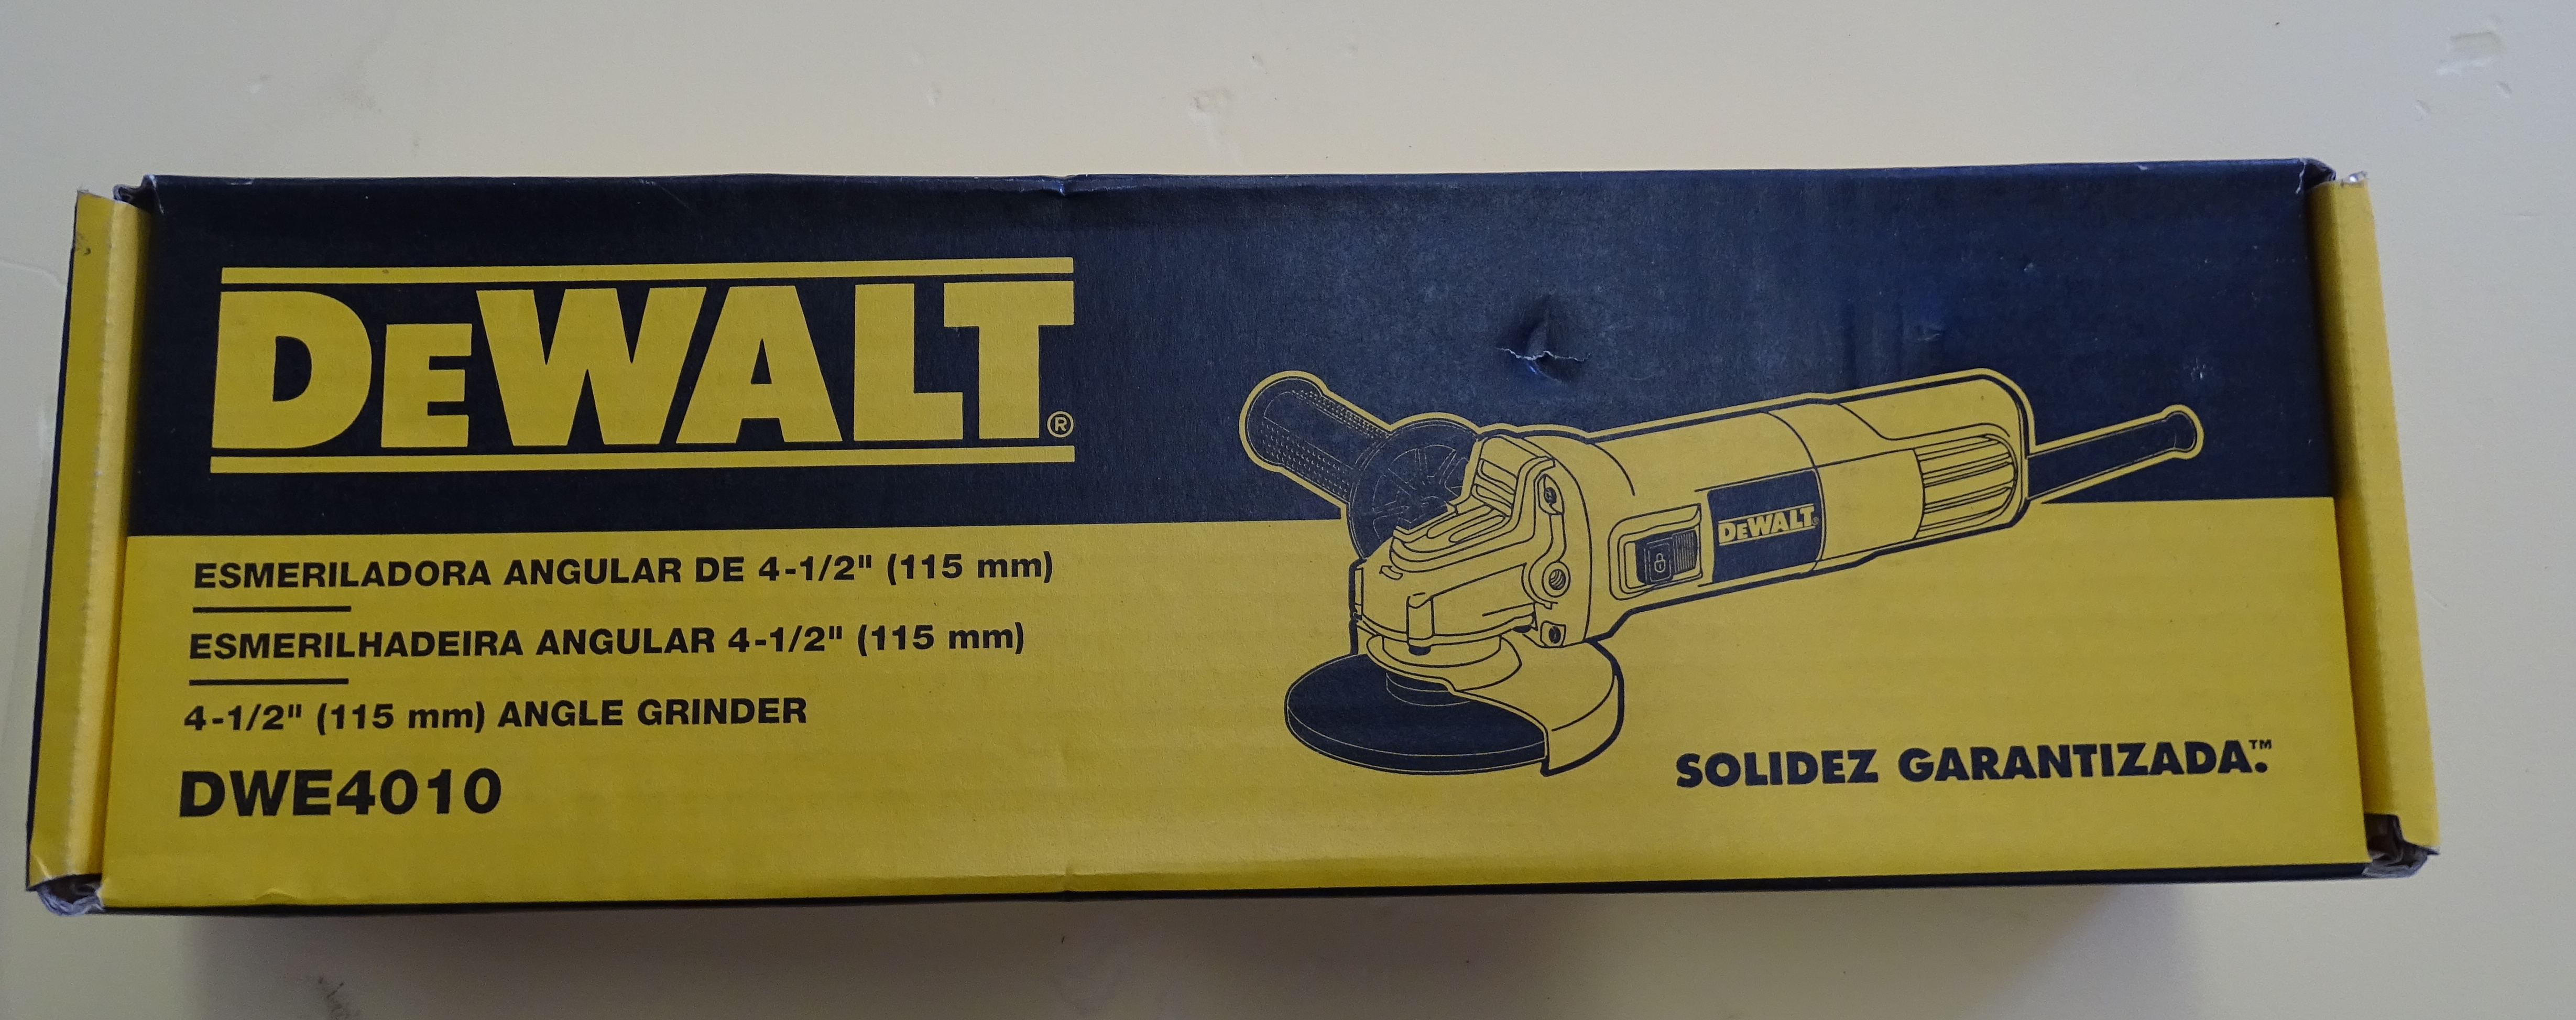 DEWALT®
ESMERILADORA ANGULAR DE 4-1/2" (115 mm)
ESMERILHADEIRA ANGULAR 4-1/2" (115 mm)
4-1/2" (115 mm) ANGLE GRINDER
DWE4010
DEWALT®
SOLIDEZ GARANTIZADA.™